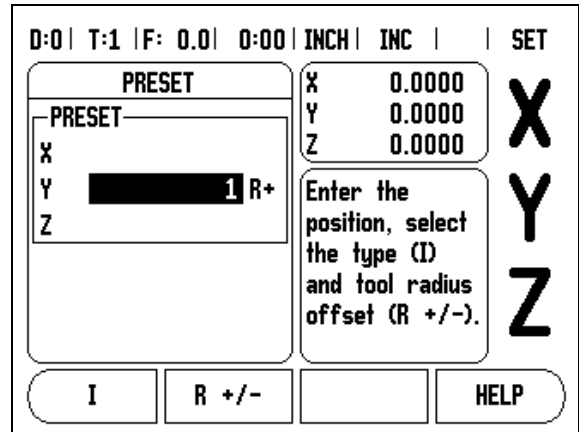 D:0 | T:1 | F: 0.0 | 0:00 | INCH | INC | | SET
PRESET
PRESET
X
Y 1 R+
Z
X 0.0000
Y 0.0000
Z 0.0000
Enter the
position, select
the type (I)
and tool radius
offset (R +/-).
X
Y
Z
I R +/- HELP